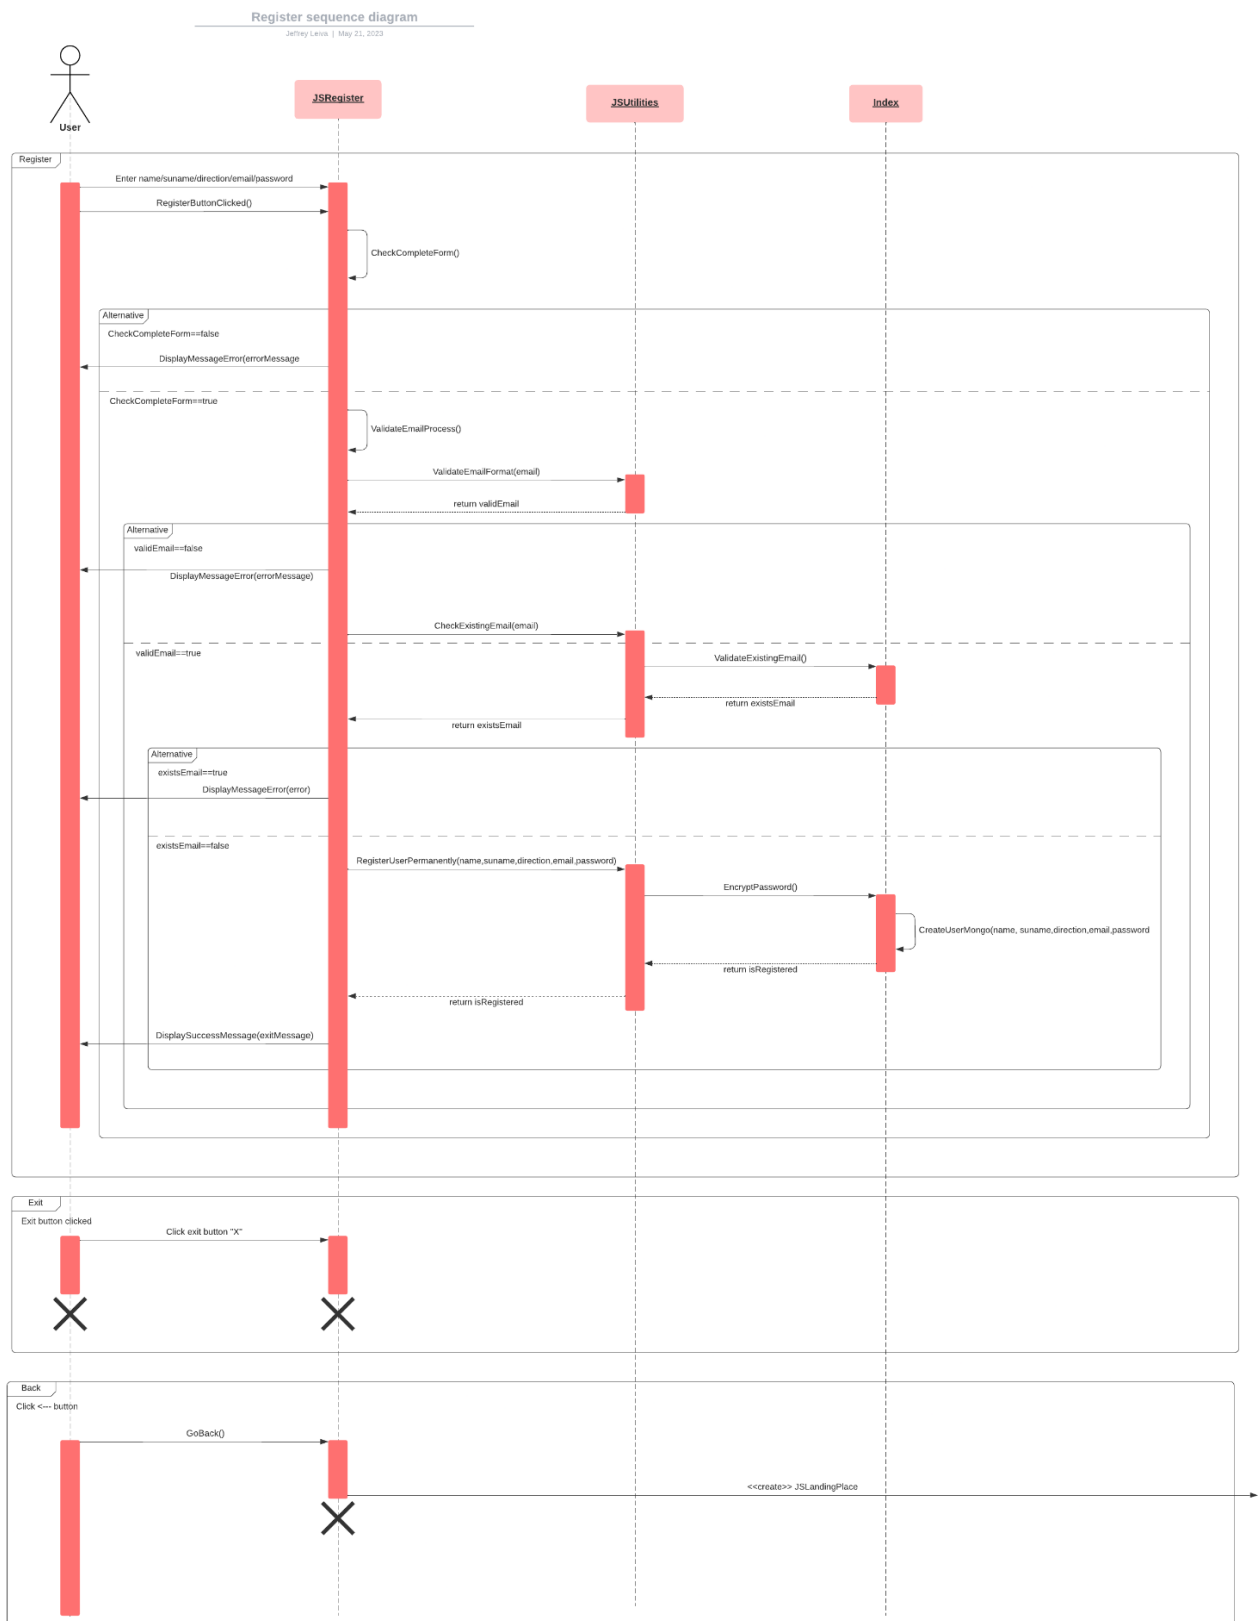 Register sequence diagram
Jeffrey Leiva | May 21, 2023
User
JSRegister
JSUtilities
Index
Register
Enter name/suname/direction/email/password
RegisterButtonClicked()
CheckCompleteForm()
Alternative
CheckCompleteForm==false
DisplayMessageError(errorMessage
CheckCompleteForm==true
ValidateEmailProcess()
ValidateEmailFormat(email)
return validEmail
Alternative
validEmail==false
DisplayMessageError(errorMessage)
CheckExistingEmail(email)
validEmail==true
ValidateExistingEmail()
return existsEmail
return existsEmail
Alternative
existsEmail==true
DisplayMessageError(error)
existsEmail==false
RegisterUserPermanently(name,suname,direction,email,password)
EncryptPassword()
CreateUserMongo(name, suname,direction,email,password
return isRegistered
return isRegistered
DisplaySuccessMessage(exitMessage)
Exit
Exit button clicked
Click exit button "X"
Back
Click <--- button
GoBack()
<<create>> JSLandingPlace